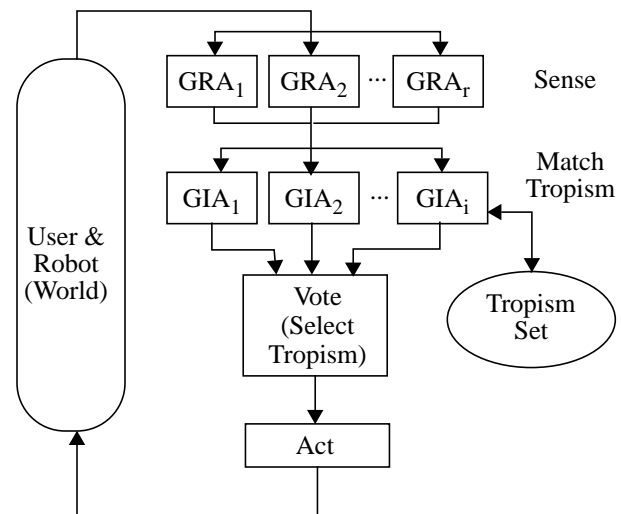 GRA1 GRA2 ... GRAr
Sense
GIA1 GIA2 ... GIAi
Match
Tropism
User &
Robot
(World)
Vote
(Select
Tropism)
Tropism
Set
Act